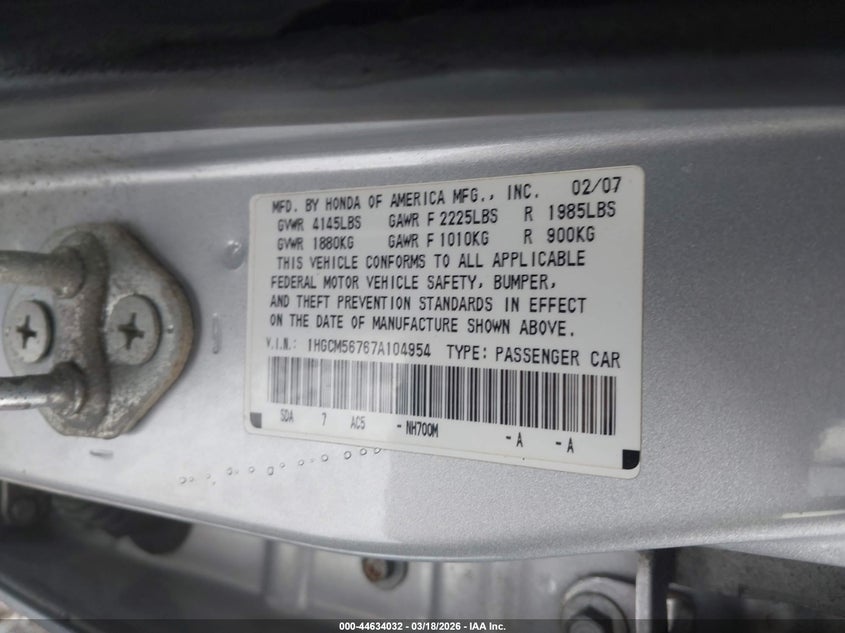 MFD. BY HONDA OF AMERICA MFG., INC. 02/07
GVWR 4145LBS GAWR F 2225LBS R 1985LBS
GVWR 1880KG GAWR F 1010KG R 900KG
THIS VEHICLE CONFORMS TO ALL APPLICABLE
FEDERAL MOTOR VEHICLE SAFETY, BUMPER,
AND THEFT PREVENTION STANDARDS IN EFFECT
ON THE DATE OF MANUFACTURE SHOWN ABOVE.
V.I.N.: 1HGCM56767A104954 TYPE: PASSENGER CAR
SDA 7 AC5 -NH700M -A -A
000-44634032 — 03/18/2026 — IAA Inc.